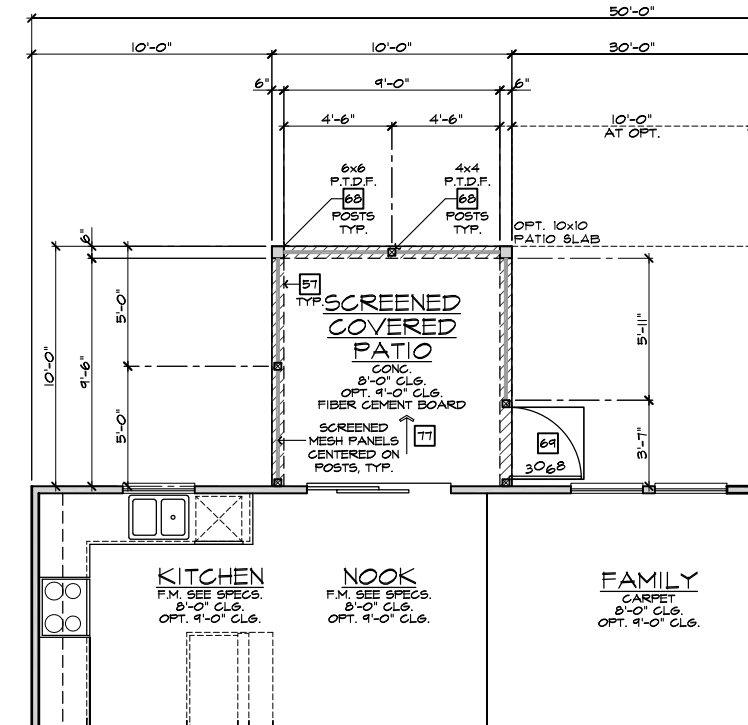 50'-0"
10'-0" 10'-0" 30'-0"
6" 9'-0" 6"
4'-6" 4'-6" 10'-0"
AT OPT.
6x6
P.T.D.F.
68
POSTS
TYP.
4x4
P.T.D.F.
68
POSTS
TYP.
OPT. 10x10
PATIO SLAB
6"
5'-0"
10'-0"
9'-6"
5'-0"
57
TYP.
SCREENED
COVERED
PATIO
CONC.
8'-0" CLG.
OPT. 9'-0" CLG.
FIBER CEMENT BOARD
SCREENED
MESH PANELS
CENTERED ON
POSTS, TYP.
77
5'-11"
3'-7"
69
3068
KITCHEN
F.M. SEE SPECS.
8'-0" CLG.
OPT. 9'-0" CLG.
NOOK
F.M. SEE SPECS.
8'-0" CLG.
OPT. 9'-0" CLG.
FAMILY
CARPET
8'-0" CLG.
OPT. 9'-0" CLG.